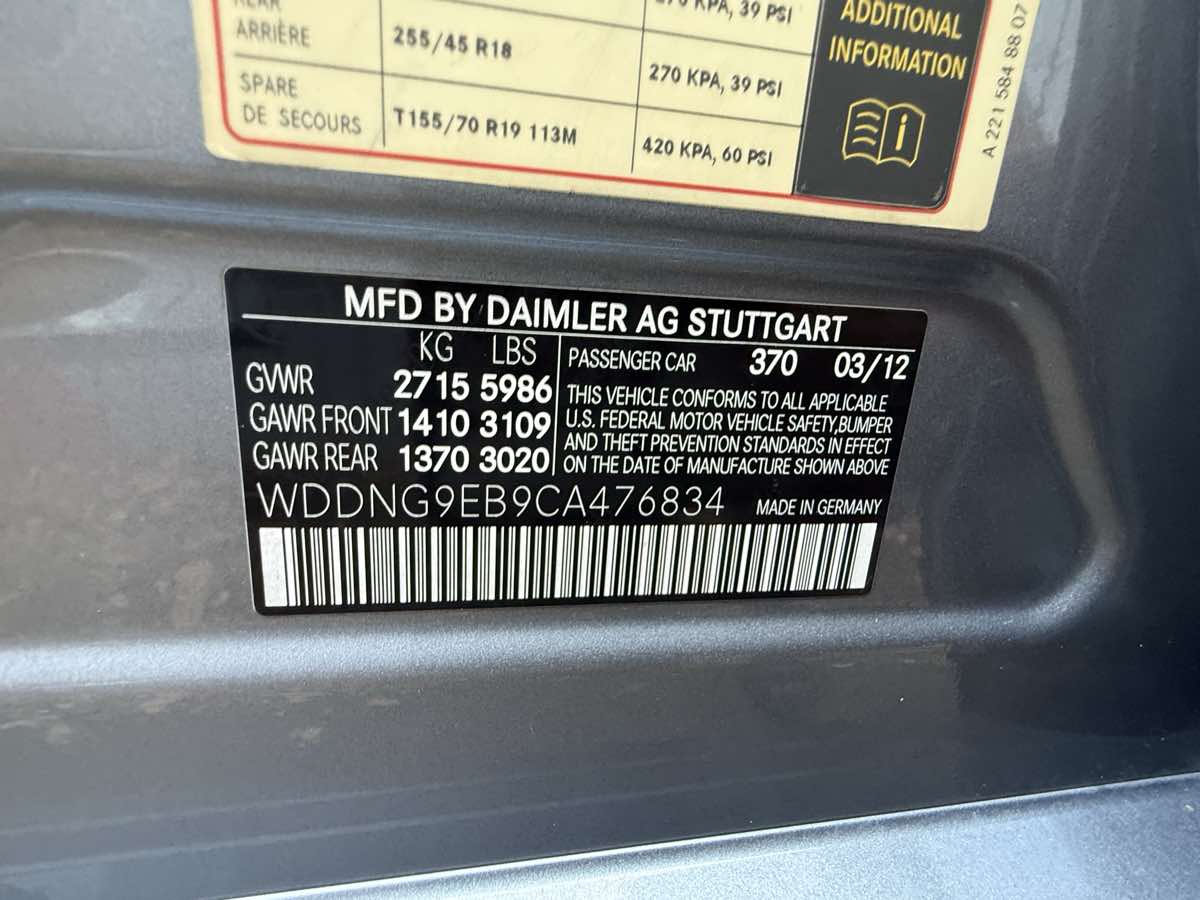 REAR
ARRIÈRE
255/45 R18
270 KPA, 39 PSI
SPARE
DE SECOURS
T155/70 R19 113M
270 KPA, 39 PSI
420 KPA, 60 PSI
ADDITIONAL
INFORMATION
i
A 221 584 88 07
MFD BY DAIMLER AG STUTTGART
KG LBS
GVWR 2715 5986
GAWR FRONT 1410 3109
GAWR REAR 1370 3020
PASSENGER CAR 370 03/12
THIS VEHICLE CONFORMS TO ALL APPLICABLE
U.S. FEDERAL MOTOR VEHICLE SAFETY,BUMPER
AND THEFT PREVENTION STANDARDS IN EFFECT
ON THE DATE OF MANUFACTURE SHOWN ABOVE
WDDNG9EB9CA476834 MADE IN GERMANY